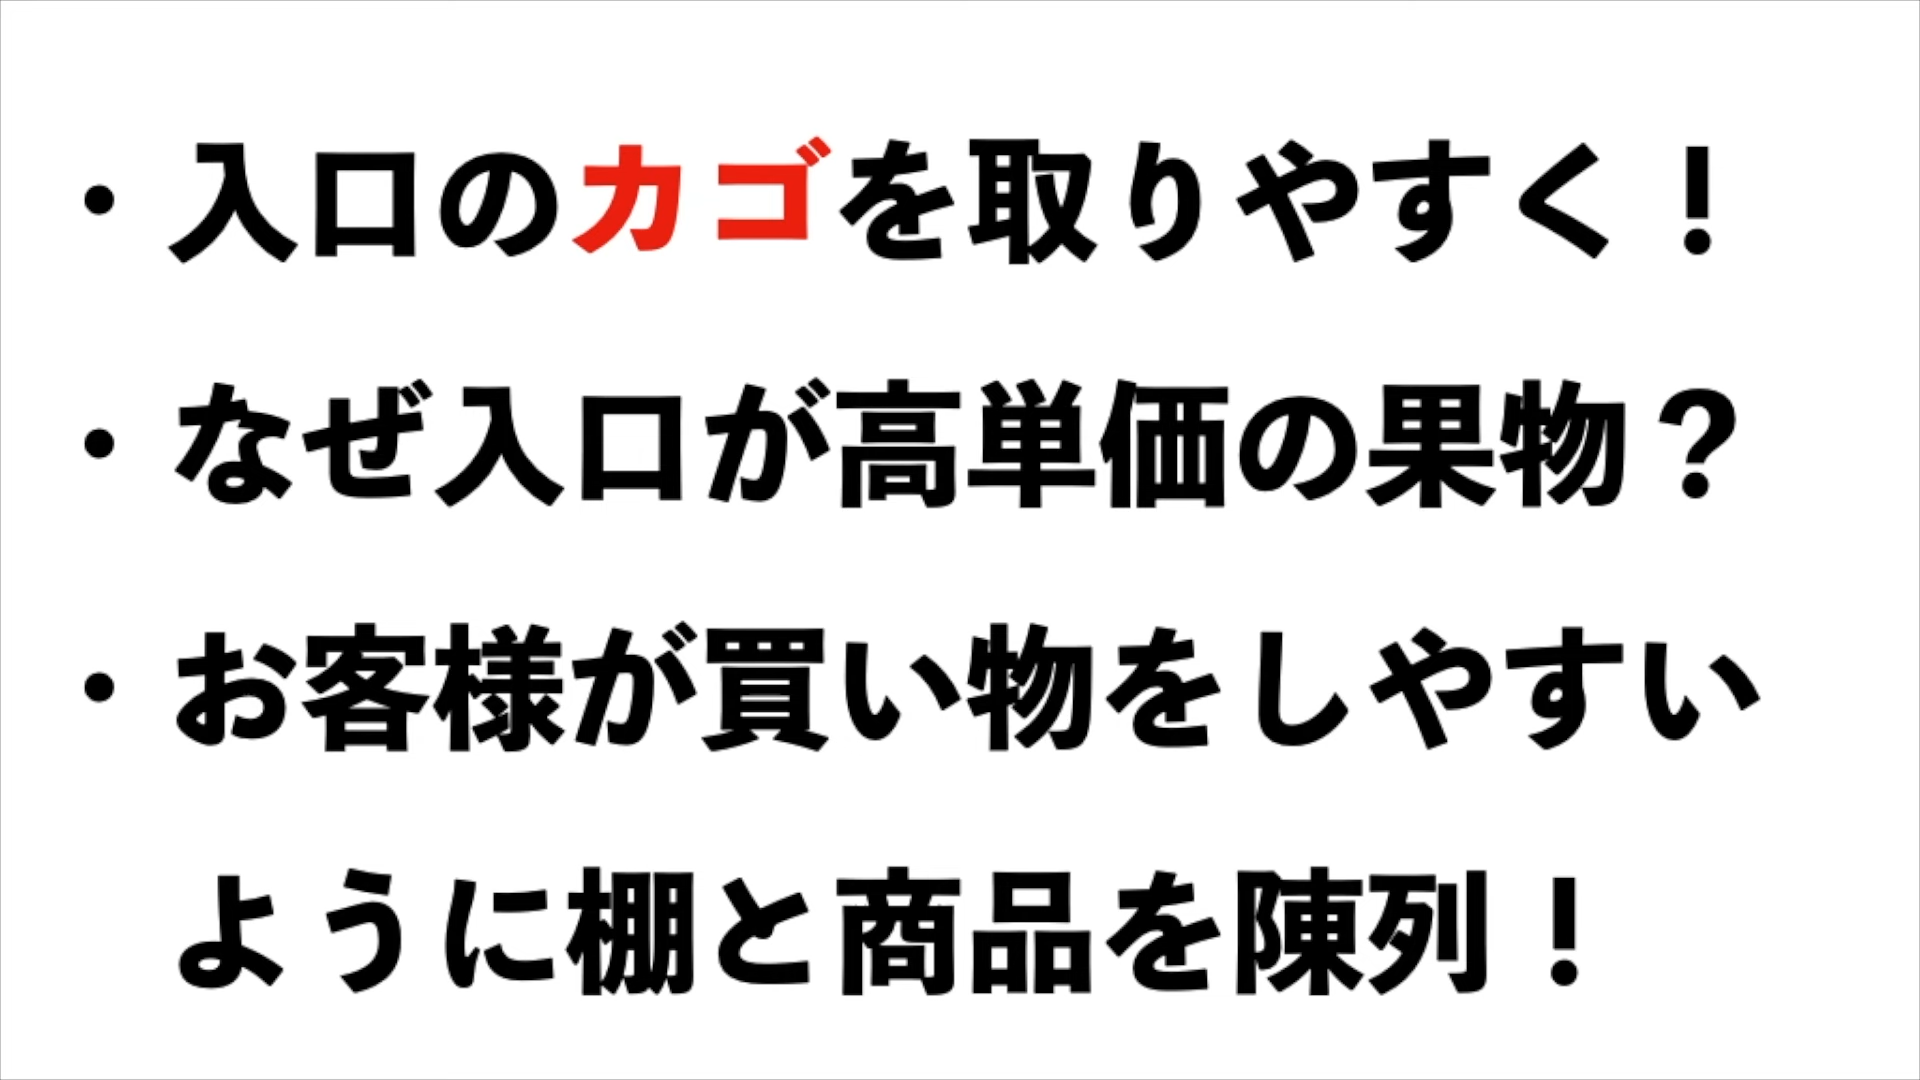 ・入口のカゴを取りやすく！
・なぜ入口が高単価の果物？
・お客様が買い物をしやすい
ように棚と商品を陳列！